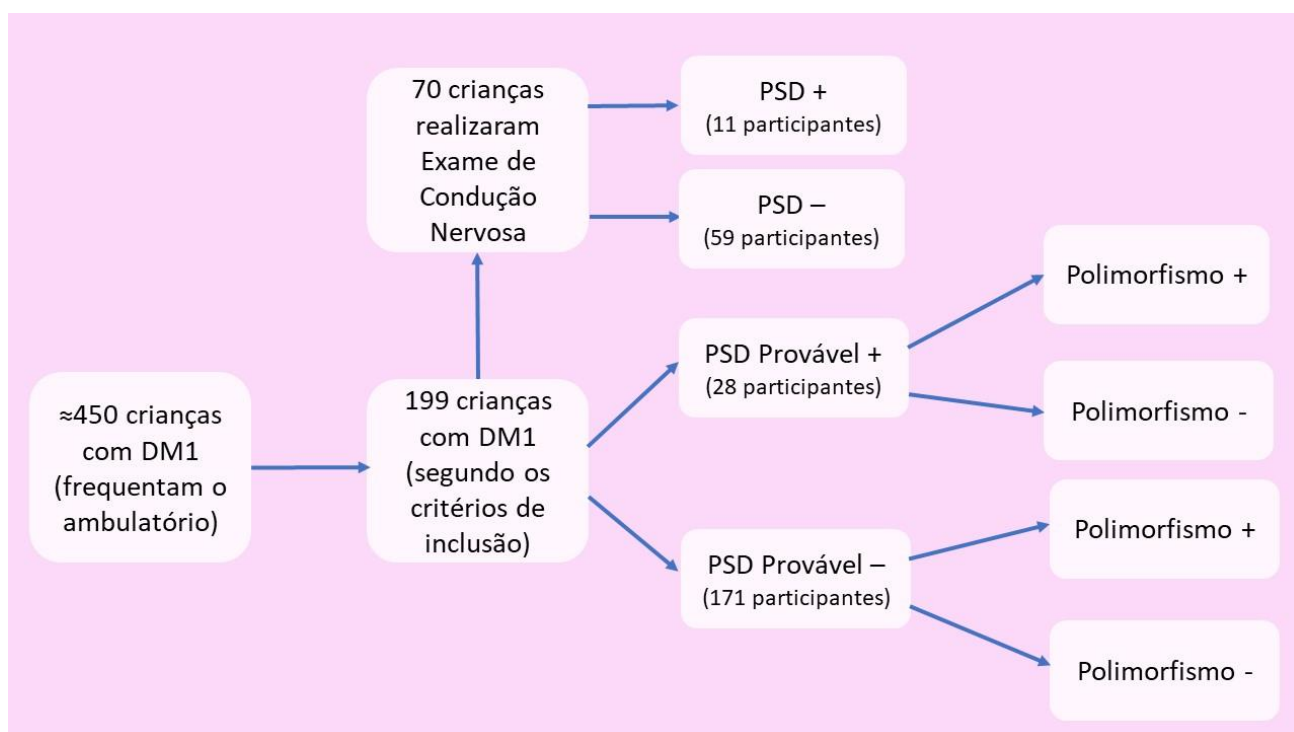 ≈450 crianças
com DM1
(frequentam o
ambulatório)
199 crianças
com DM1
(segundo os
critérios de
inclusão)
70 crianças
realizaram
Exame de
Condução
Nervosa
PSD +
(11 participantes)
PSD –
(59 participantes)
PSD Provável +
(28 participantes)
PSD Provável –
(171 participantes)
Polimorfismo +
Polimorfismo -
Polimorfismo +
Polimorfismo -